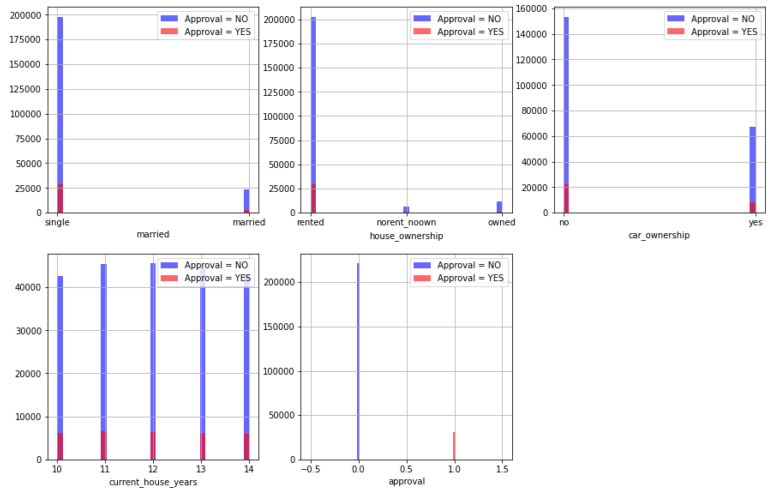 200000
175000
150000
125000
100000
75000
50000
25000
0
Approval = NO
Approval = YES
single
married
married
200000
175000
150000
125000
100000
75000
50000
25000
0
Approval = NO
Approval = YES
rented
norent_noown
owned
house_ownership
160000
140000
120000
100000
80000
60000
40000
20000
0
Approval = NO
Approval = YES
no
yes
car_ownership
40000
30000
20000
10000
0
Approval = NO
Approval = YES
10 11 12 13 14
current_house_years
200000
150000
100000
50000
0
Approval = NO
Approval = YES
−0.5 0.0 0.5 1.0 1.5
approval